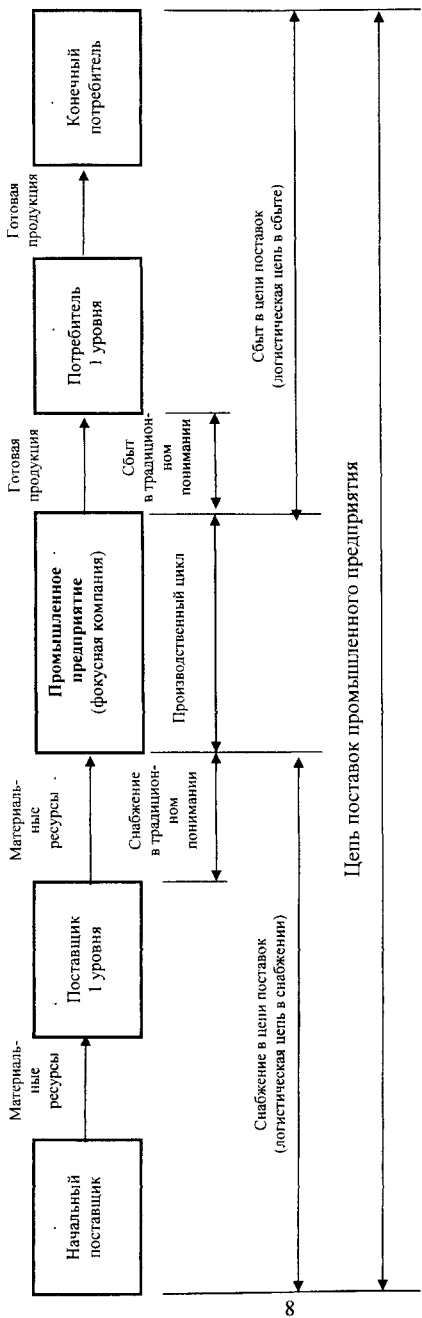 Начальный
поставщик
Материаль-
ные
ресурсы
Поставщик
1 уровня
Материаль-
ные
ресурсы
Промышленное
предприятие
(фокусная компания)
Готовая
продукция
Потребитель
1 уровня
Готовая
продукция
Конечный
потребитель
Снабжение
в традицион-
ном
понимании
Производственный цикл
Сбыт
в традицион-
ном
понимании
Снабжение в цепи поставок
(логистическая цепь в снабжении)
Сбыт в цепи поставок
(логистическая цепь в сбыте)
Цепь поставок промышленного предприятия
8